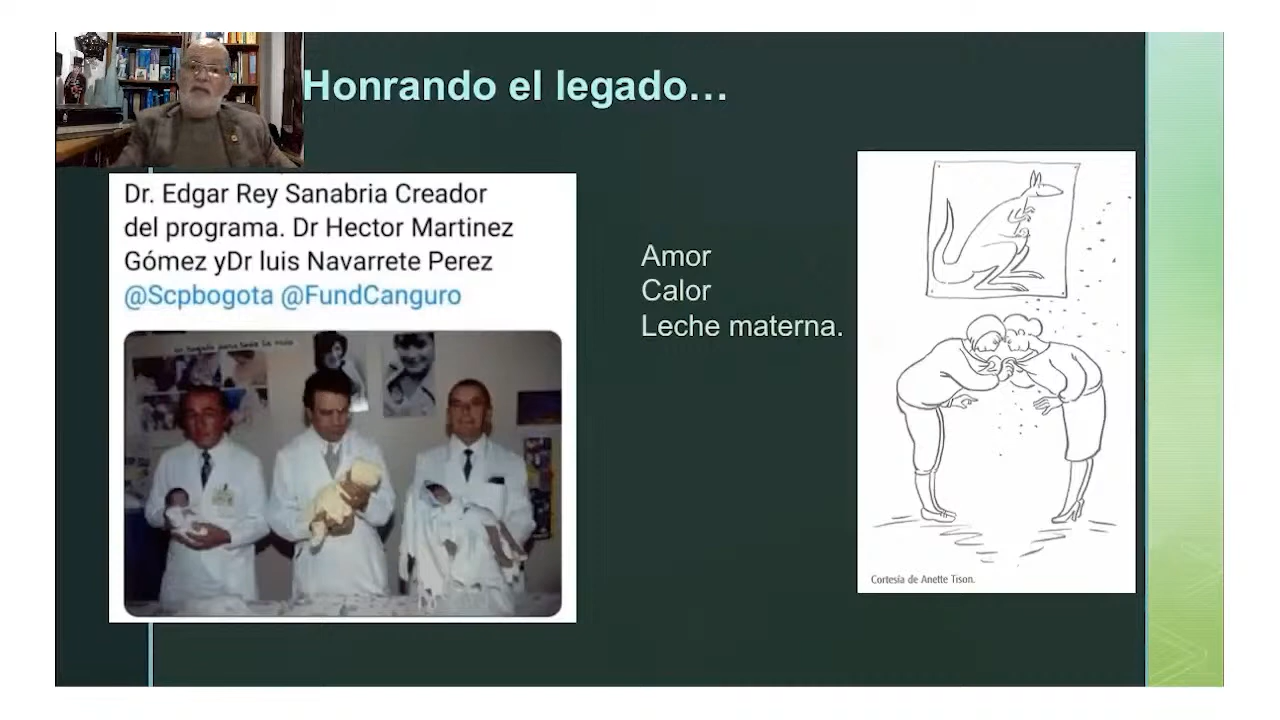 Honrando el legado…
Dr. Edgar Rey Sanabria Creador
del programa. Dr Hector Martinez
Gómez yDr luis Navarrete Perez
@Scpbogota @FundCanguro
Amor
Calor
Leche materna.
Cortesía de Anette Tison.